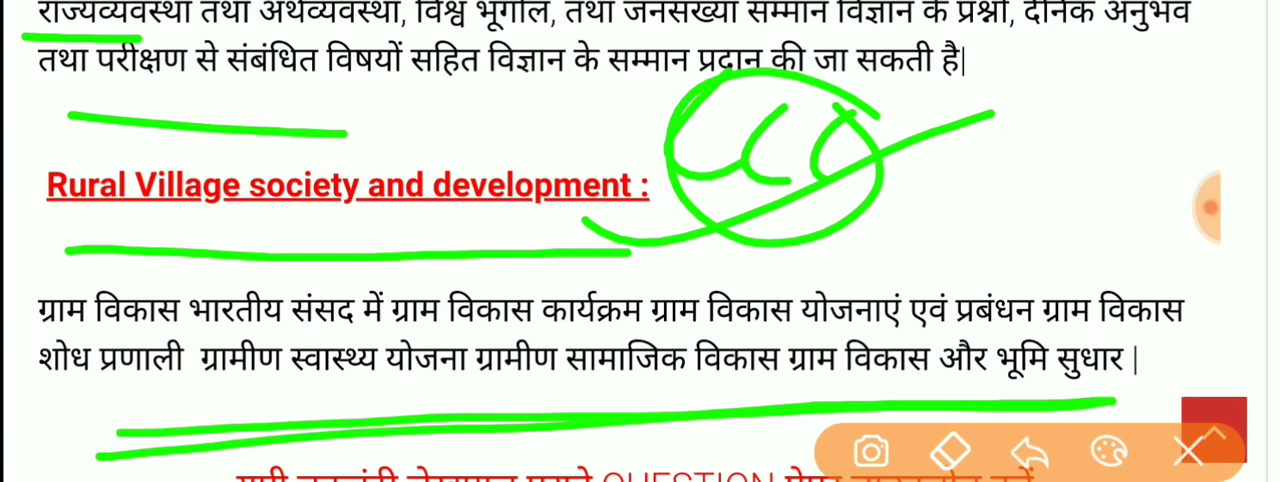 राज्यव्यवस्था तथा अर्थव्यवस्था, विश्व भूगोल, तथा जनसंख्या सम्मान विज्ञान के प्रश्नों, दैनिक अनुभव
तथा परीक्षण से संबंधित विषयों सहित विज्ञान के सम्मान प्रदान की जा सकती है|
Rural Village society and development :
ग्राम विकास भारतीय संसद में ग्राम विकास कार्यक्रम ग्राम विकास योजनाएं एवं प्रबंधन ग्राम विकास
शोध प्रणाली ग्रामीण स्वास्थ्य योजना ग्रामीण सामाजिक विकास ग्राम विकास और भूमि सुधार |
QUESTION